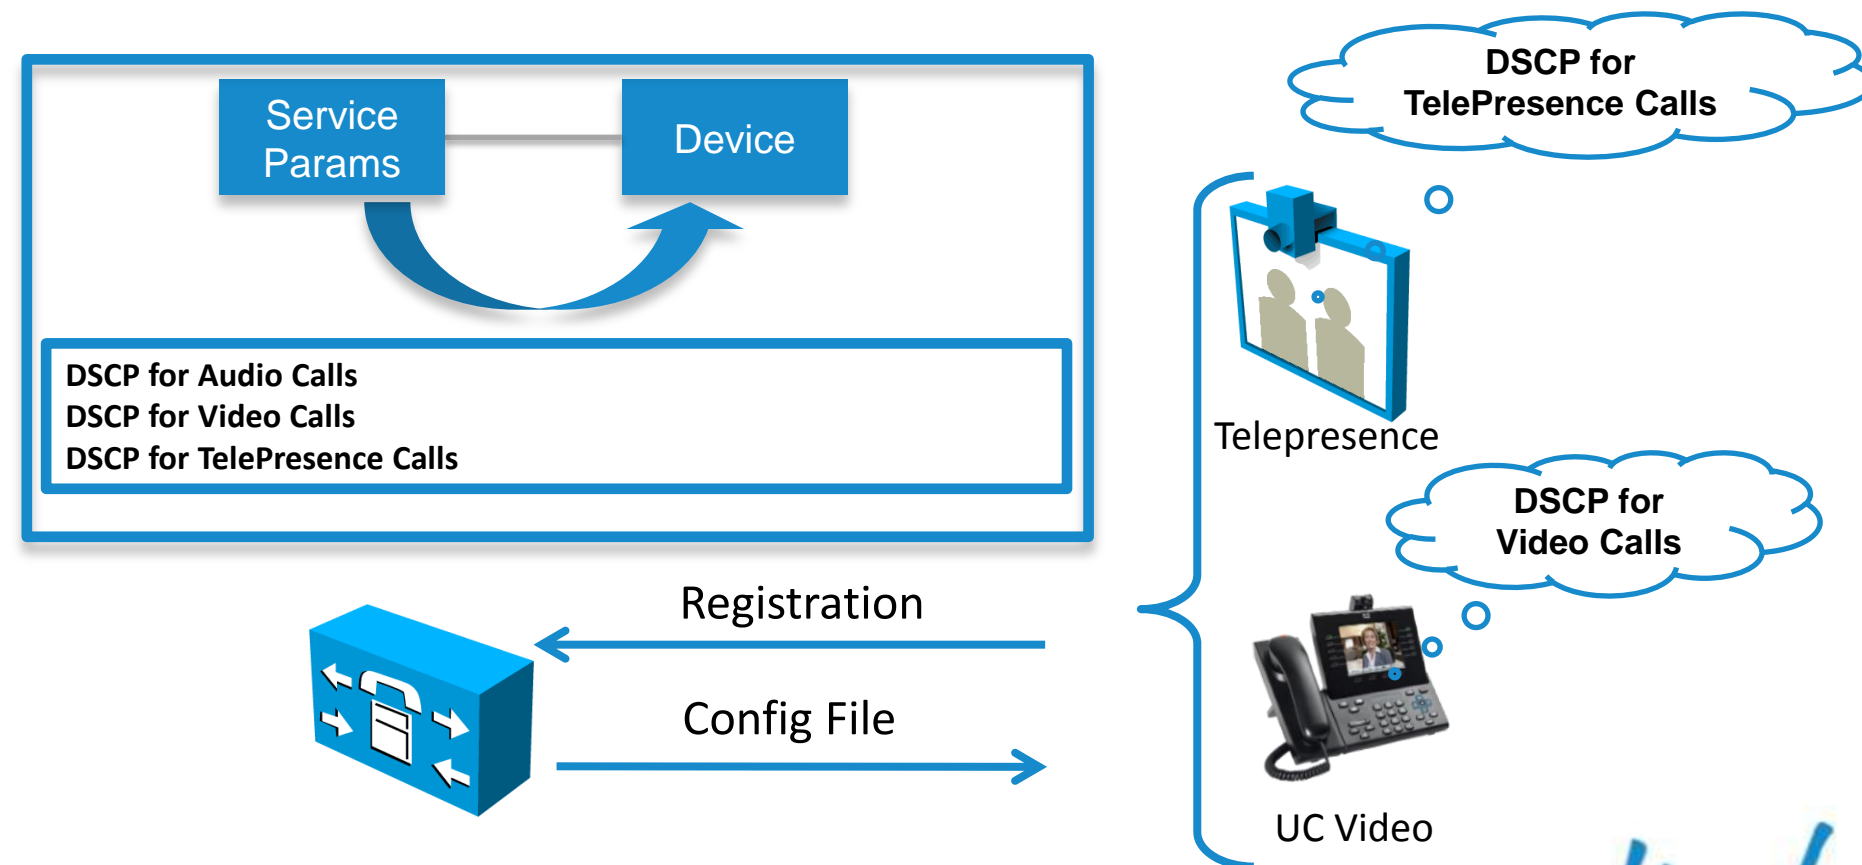 Service
Params
Device
DSCP for Audio Calls
DSCP for Video Calls
DSCP for TelePresence Calls
Registration
Config File
DSCP for
TelePresence Calls
Telepresence
DSCP for
Video Calls
UC Video